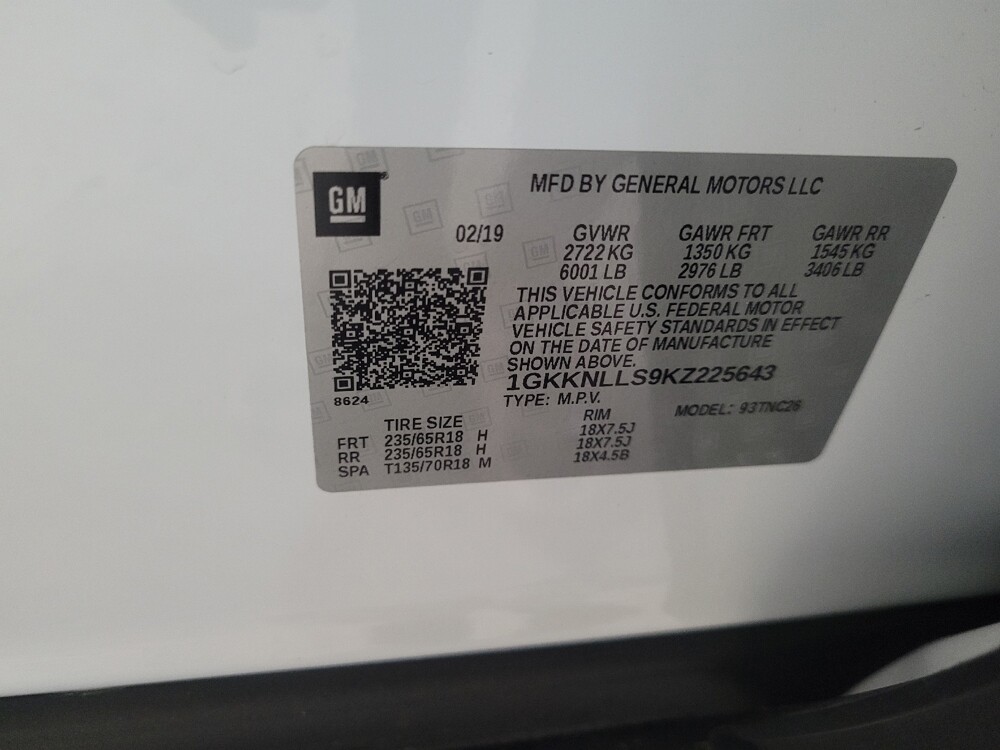 GM
MFD BY GENERAL MOTORS LLC
02/19
GVWR GAWR FRT GAWR RR
2722 KG 1350 KG 1545 KG
6001 LB 2976 LB 3406 LB
THIS VEHICLE CONFORMS TO ALL
APPLICABLE U.S. FEDERAL MOTOR
VEHICLE SAFETY STANDARDS IN EFFECT
ON THE DATE OF MANUFACTURE
SHOWN ABOVE.
1GKKNLLS9KZ225643
8624
TYPE: M.P.V. MODEL: 93TNC26
TIRE SIZE RIM
FRT 235/65R18 H 18X7.5J
RR 235/65R18 H 18X7.5J
SPA T135/70R18 M 18X4.5B